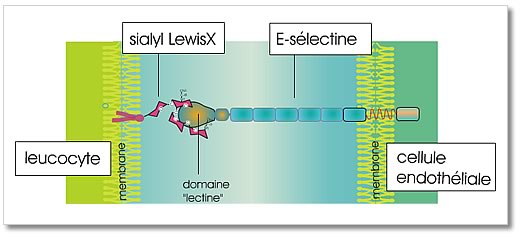 sialyl LewisX
E-sélectine
leucocyte
membrane
domaine
"lectine"
membrane
cellule
endothéliale